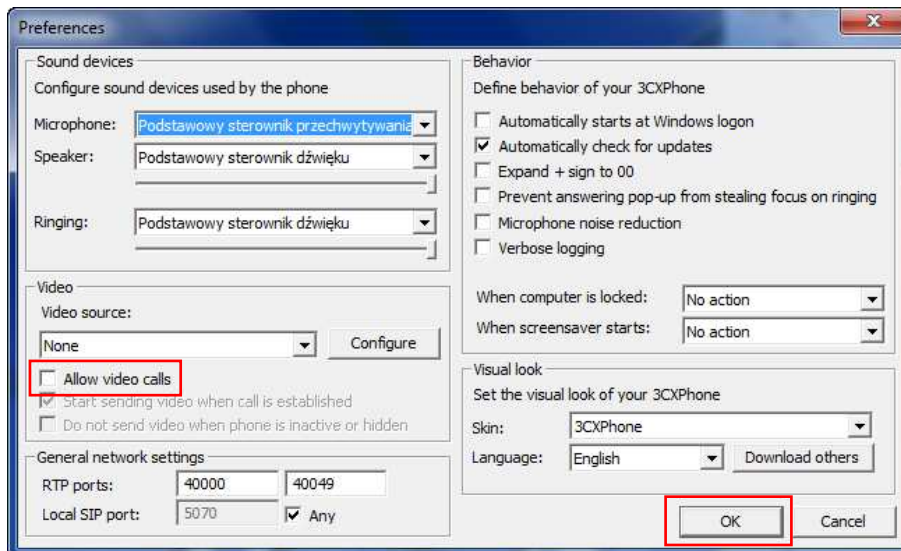 Preferences
Sound devices
Configure sound devices used by the phone
Microphone: Podstawowy sterownik przechwytywania
Speaker: Podstawowy sterownik dźwięku
Ringing: Podstawowy sterownik dźwięku
Video
Video source:
None Configure
Allow video calls
Start sending video when call is established
Do not send video when phone is inactive or hidden
General network settings
RTP ports: 40000 40049
Local SIP port: 5070 Any
Behavior
Define behavior of your 3CXPhone
Automatically starts at Windows logon
Automatically check for updates
Expand + sign to 00
Prevent answering pop-up from stealing focus on ringing
Microphone noise reduction
Verbose logging
When computer is locked: No action
When screensaver starts: No action
Visual look
Set the visual look of your 3CXPhone
Skin: 3CXPhone
Language: English Download others
OK Cancel